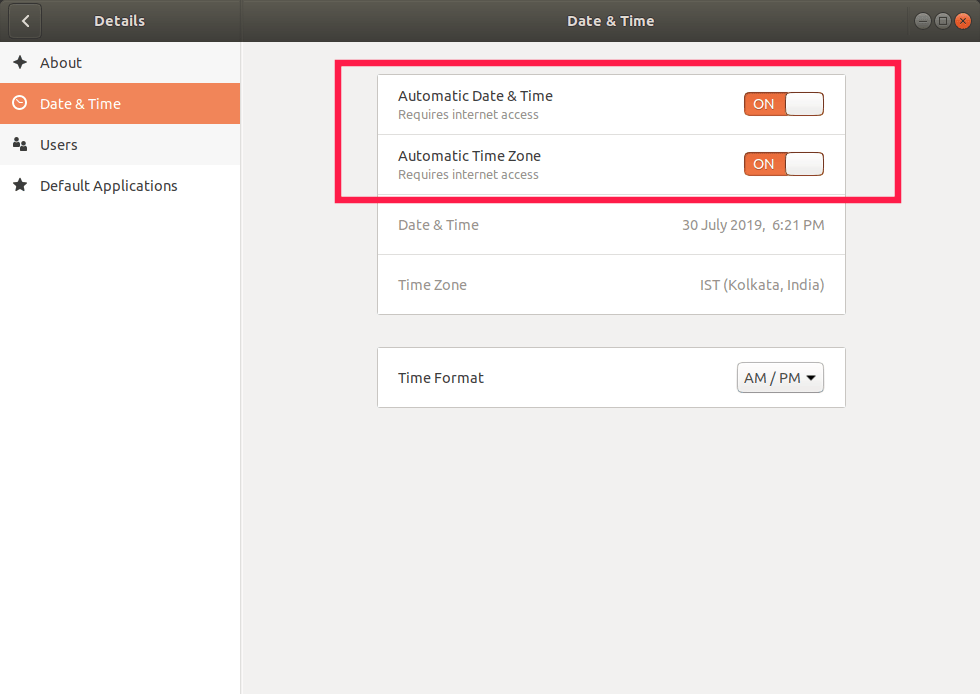 Details
Date & Time
About
Date & Time
Users
Default Applications
Automatic Date & Time
Requires internet access
ON
Automatic Time Zone
Requires internet access
ON
Date & Time 30 July 2019, 6:21 PM
Time Zone IST (Kolkata, India)
Time Format AM / PM